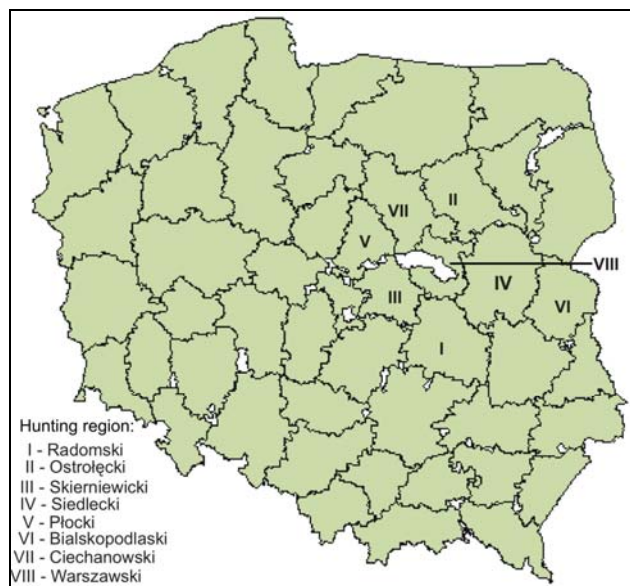 II
VII
V
VIII
IV
III
VI
I
Hunting region:
I - Radomski
II - Ostrołęcki
III - Skierniewicki
IV - Siedlecki
V - Płocki
VI - Bialskopodlaski
VII - Ciechanowski
VIII - Warszawski